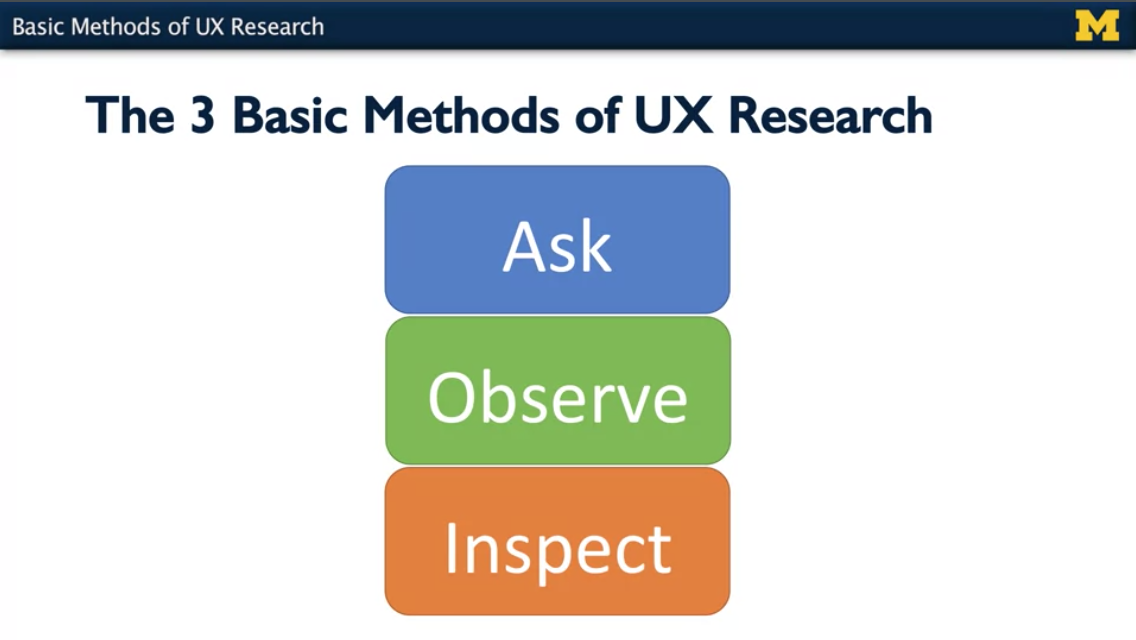 Basic Methods of UX Research
M
The 3 Basic Methods of UX Research
Ask
Observe
Inspect